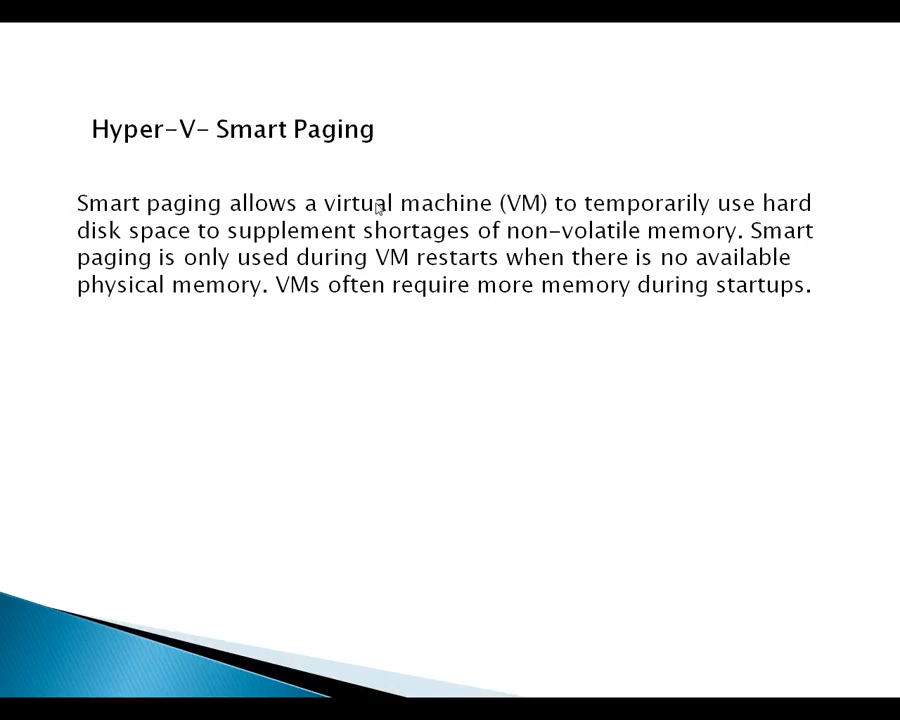 Hyper-V- Smart Paging
Smart paging allows a virtual machine (VM) to temporarily use hard
disk space to supplement shortages of non-volatile memory. Smart
paging is only used during VM restarts when there is no available
physical memory. VMs often require more memory during startups.